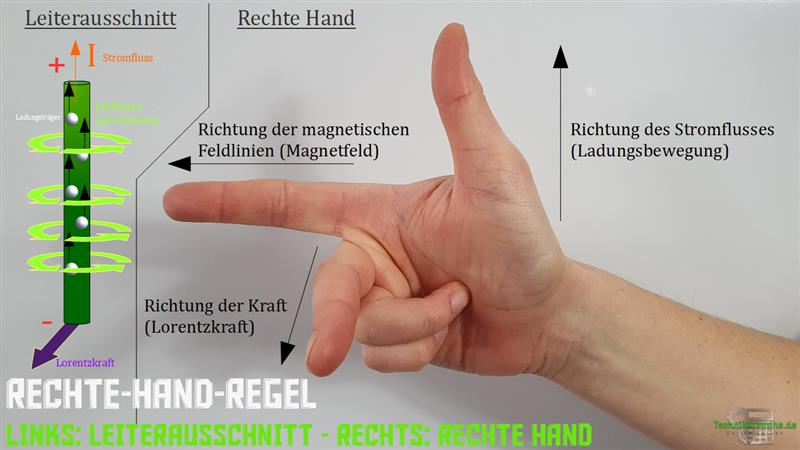 Leiterausschnitt
Rechte Hand
+
I Stromfluss
Ladungsträger
Richtung der magnetischen
Feldlinien (Magnetfeld)
Richtung des Stromflusses
(Ladungsbewegung)
Richtung der Kraft
(Lorentzkraft)
-
Lorentzkraft
RECHTE-HAND-REGEL
LINKS: LEITERAUSSCHNITT - RECHTS: RECHTE HAND